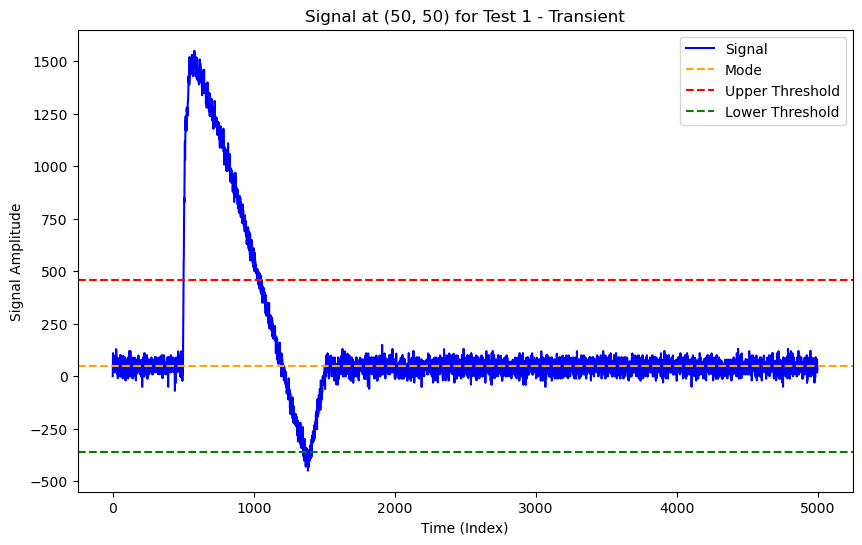 Signal at (50, 50) for Test 1 - Transient
Signal
Mode
Upper Threshold
Lower Threshold
Signal Amplitude
1500
1250
1000
750
500
250
0
−250
−500
0 1000 2000 3000 4000 5000
Time (Index)